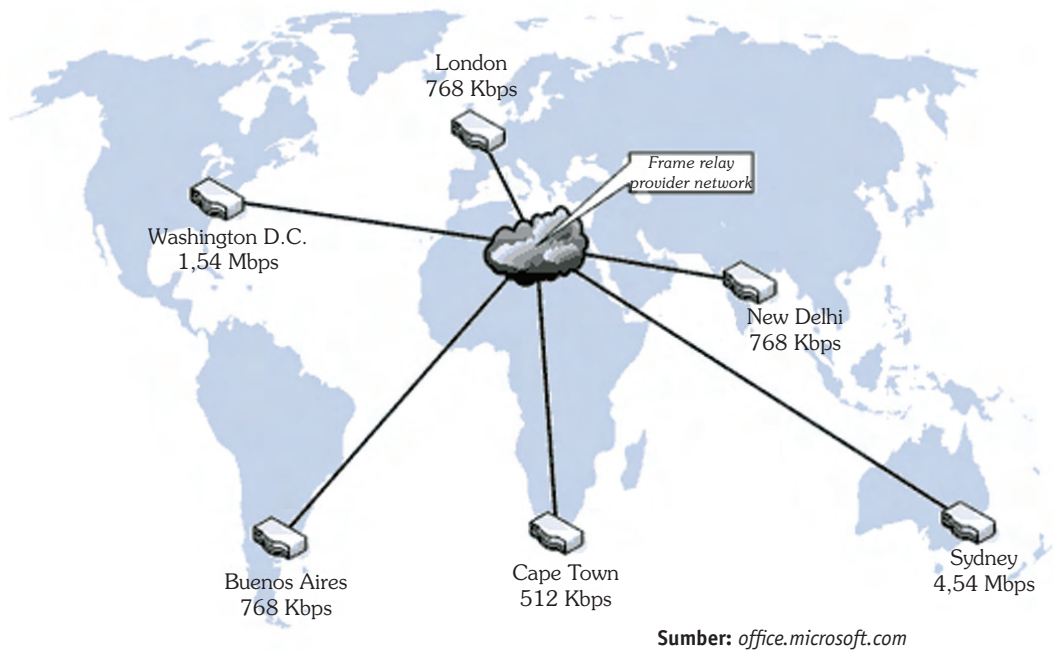 London
768 Kbps
Frame relay
provider network
Washington D.C.
1,54 Mbps
New Delhi
768 Kbps
Buenos Aires
768 Kbps
Cape Town
512 Kbps
Sydney
4,54 Mbps
Sumber: office.microsoft.com